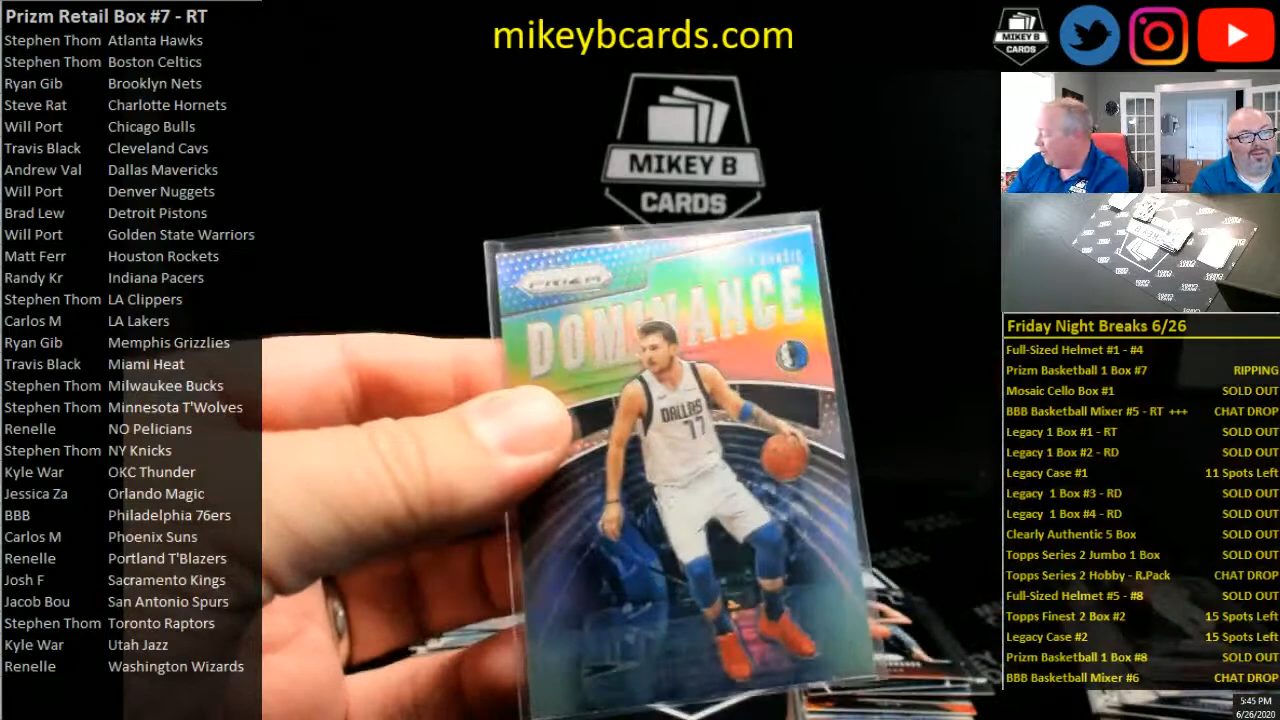 Prizm Retail Box #7 - RT
Stephen Thom Atlanta Hawks
Stephen Thom Boston Celtics
Ryan Gib Brooklyn Nets
Steve Rat Charlotte Hornets
Will Port Chicago Bulls
Travis Black Cleveland Cavs
Andrew Val Dallas Mavericks
Will Port Denver Nuggets
Brad Lew Detroit Pistons
Will Port Golden State Warriors
Matt Ferr Houston Rockets
Randy Kr Indiana Pacers
Stephen Thom LA Clippers
Carlos M LA Lakers
Ryan Gib Memphis Grizzlies
Travis Black Miami Heat
Stephen Thom Milwaukee Bucks
Stephen Thom Minnesota T'Wolves
Renelle NO Pelicians
Stephen Thom NY Knicks
Kyle War OKC Thunder
Jessica Za Orlando Magic
BBB Philadelphia 76ers
Carlos M Phoenix Suns
Renelle Portland T'Blazers
Josh F Sacramento Kings
Jacob Bou San Antonio Spurs
Stephen Thom Toronto Raptors
Kyle War Utah Jazz
Renelle Washington Wizards
mikeybcards.com
MIKEY B
CARDS
PRIZM
DOMINANCE
DALLAS
77
MIKEY B
CARDS
Friday Night Breaks 6/26
Full-Sized Helmet #1 - #4
Prizm Basketball 1 Box #7 RIPPING
Mosaic Cello Box #1 SOLD OUT
BBB Basketball Mixer #5 - RT +++ CHAT DROP
Legacy 1 Box #1 - RT SOLD OUT
Legacy 1 Box #2 - RD SOLD OUT
Legacy Case #1 11 Spots Left
Legacy 1 Box #3 - RD SOLD OUT
Legacy 1 Box #4 - RD SOLD OUT
Clearly Authentic 5 Box SOLD OUT
Topps Series 2 Jumbo 1 Box SOLD OUT
Topps Series 2 Hobby - R.Pack CHAT DROP
Full-Sized Helmet #5 - #8 SOLD OUT
Topps Finest 2 Box #2 15 Spots Left
Legacy Case #2 15 Spots Left
Prizm Basketball 1 Box #8 SOLD OUT
BBB Basketball Mixer #6 CHAT DROP
5:45 PM
6/26/2020